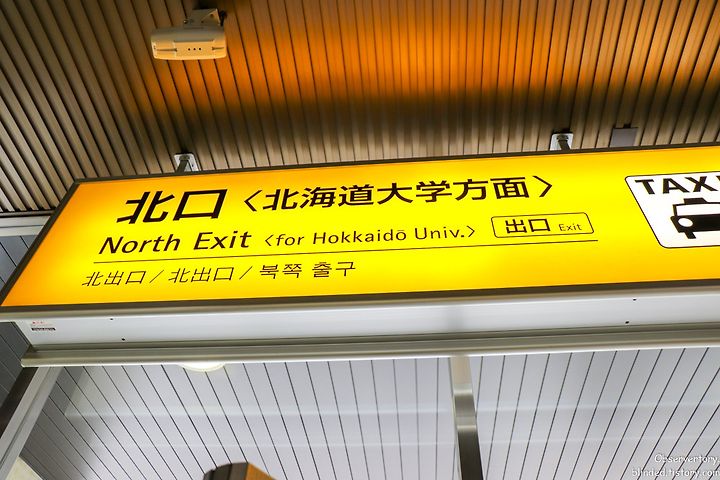 北口〈北海道大学方面〉
North Exit〈for Hokkaidō Univ.〉
出口 Exit
北出口 / 北出口 / 북쪽 출구
TAXI
Observentory,
blinded.tistory.com